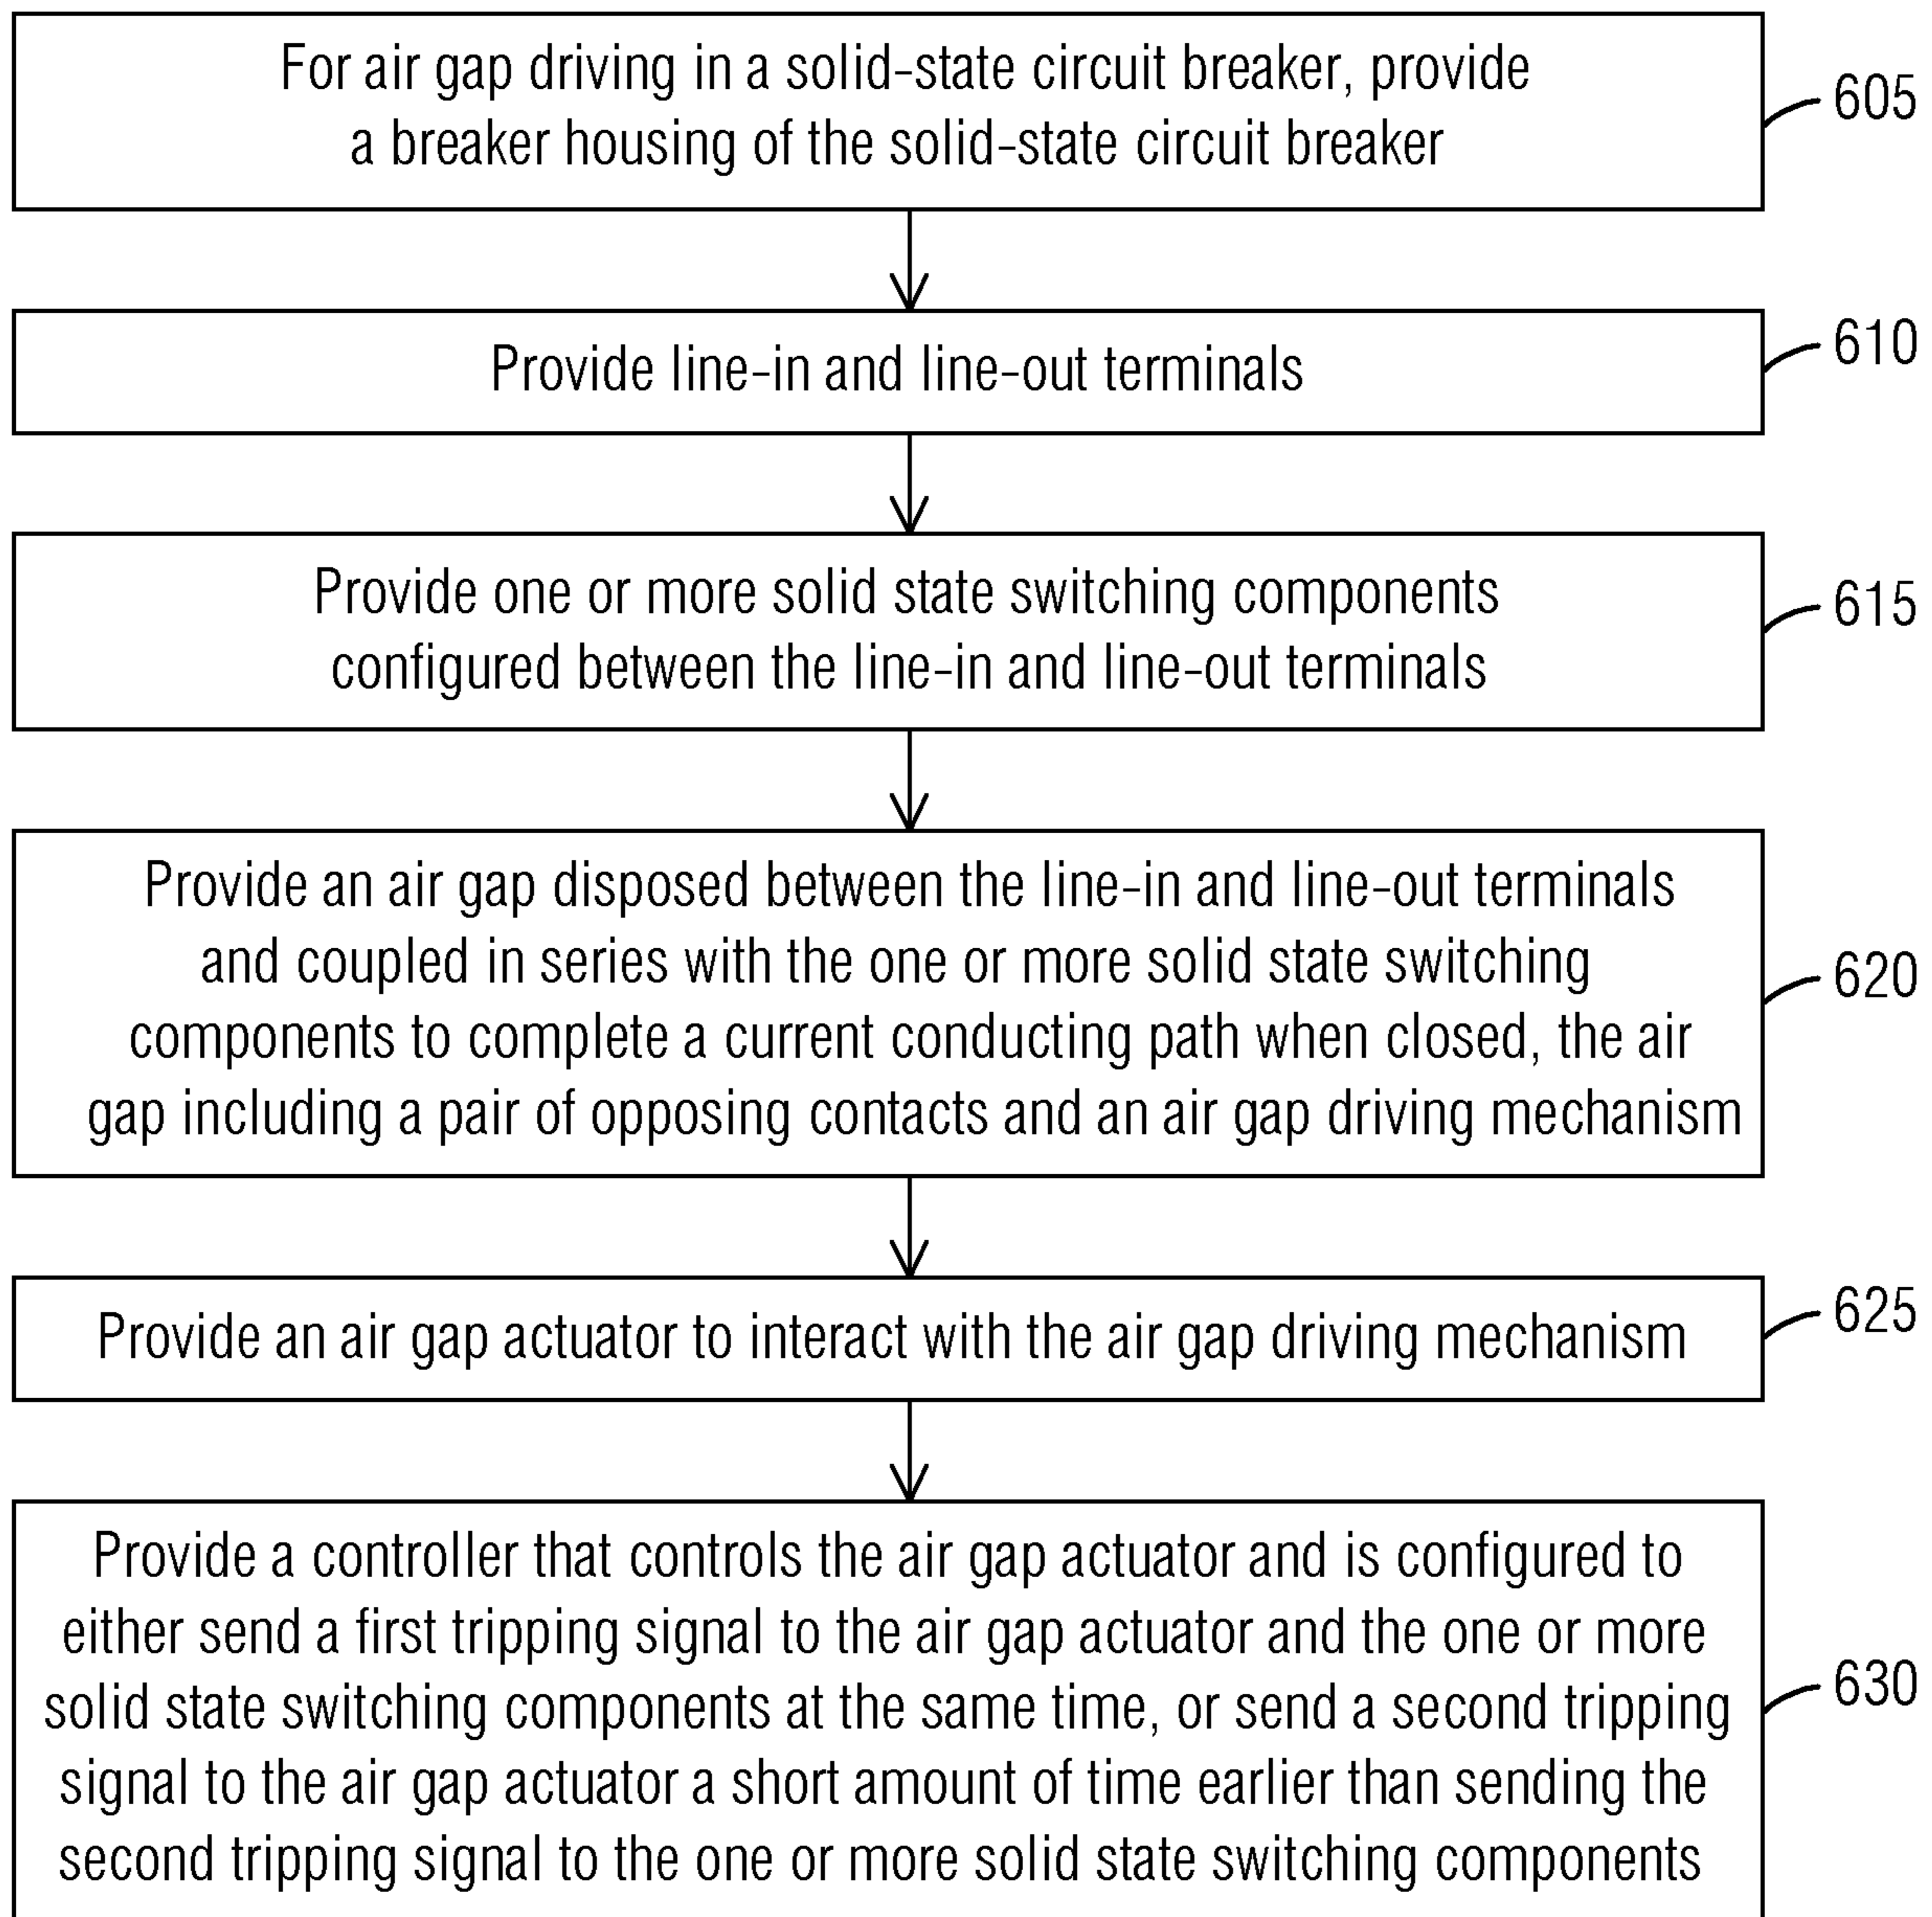 For air gap driving in a solid-state circuit breaker, provide
a breaker housing of the solid-state circuit breaker
605
Provide line-in and line-out terminals
610
Provide one or more solid state switching components
configured between the line-in and line-out terminals
615
Provide an air gap disposed between the line-in and line-out terminals
and coupled in series with the one or more solid state switching
components to complete a current conducting path when closed, the air
gap including a pair of opposing contacts and an air gap driving mechanism
620
Provide an air gap actuator to interact with the air gap driving mechanism
625
Provide a controller that controls the air gap actuator and is configured to
either send a first tripping signal to the air gap actuator and the one or more
solid state switching components at the same time, or send a second tripping
signal to the air gap actuator a short amount of time earlier than sending the
second tripping signal to the one or more solid state switching components
630